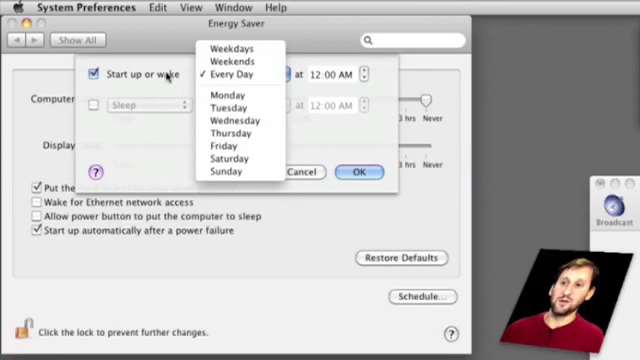 System Preferences Edit View Window Help
Energy Saver
Show All
Start up or wake
Weekdays
Weekends
✓ Every Day
Monday
Tuesday
Wednesday
Thursday
Friday
Saturday
Sunday
at 12:00 AM
Sleep
at 12:00 AM
Computer
3 hrs Never
Display
3 hrs Never
?
Cancel
OK
Put the
Wake for Ethernet network access
Allow power button to put the computer to sleep
Start up automatically after a power failure
Restore Defaults
Schedule...
Click the lock to prevent further changes.
?
Broadcast